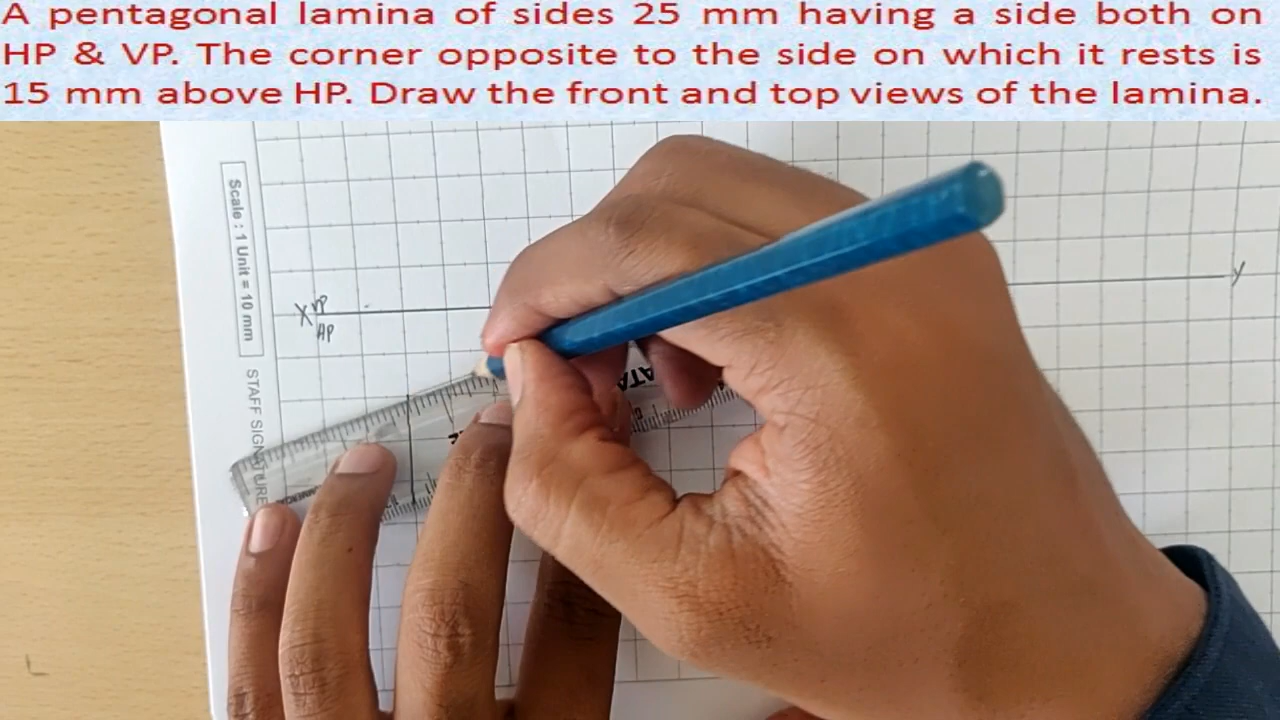 A pentagonal lamina of sides 25 mm having a side both on
HP & VP. The corner opposite to the side on which it rests is
15 mm above HP. Draw the front and top views of the lamina.
Scale : 1 Unit = 10 mm
STAFF SIGNATURE
X VP
HP
Y